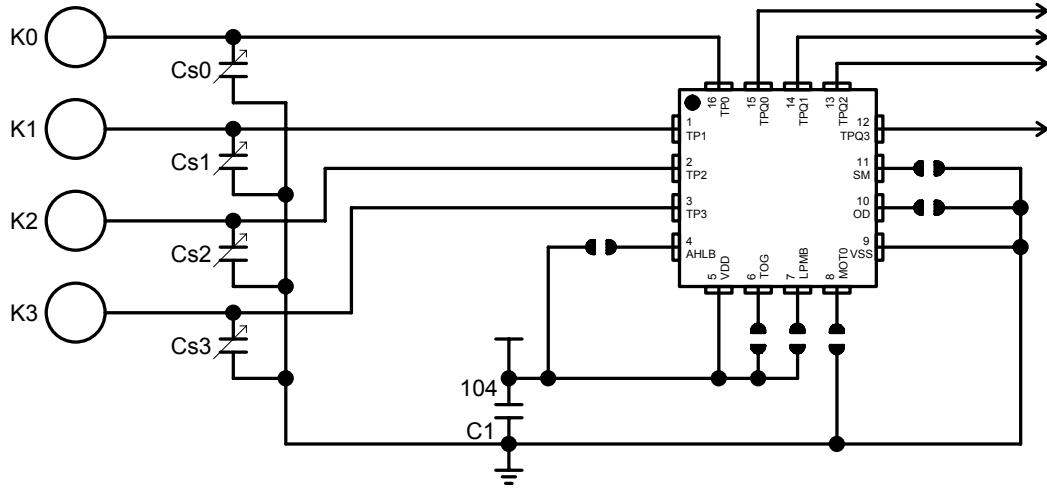 K0
Cs0
K1
Cs1
K2
Cs2
K3
Cs3
16
TP0
15
TPQ0
14
TPQ1
13
TPQ2
1
TP1
2
TP2
3
TP3
4
AHLB
12
TPQ3
11
SM
10
OD
9
VSS
5
VDD
6
TOG
7
LPMB
8
MOT0
104
C1